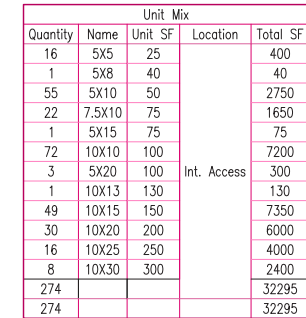 Unit Mix
Quantity Name Unit SF Location Total SF
16 5X5 25 400
1 5X8 40 40
55 5X10 50 2750
22 7.5X10 75 1650
1 5X15 75 75
72 10X10 100 7200
3 5X20 100 Int. Access 300
1 10X13 130 130
49 10X15 150 7350
30 10X20 200 6000
16 10X25 250 4000
8 10X30 300 2400
274 32295
274 32295